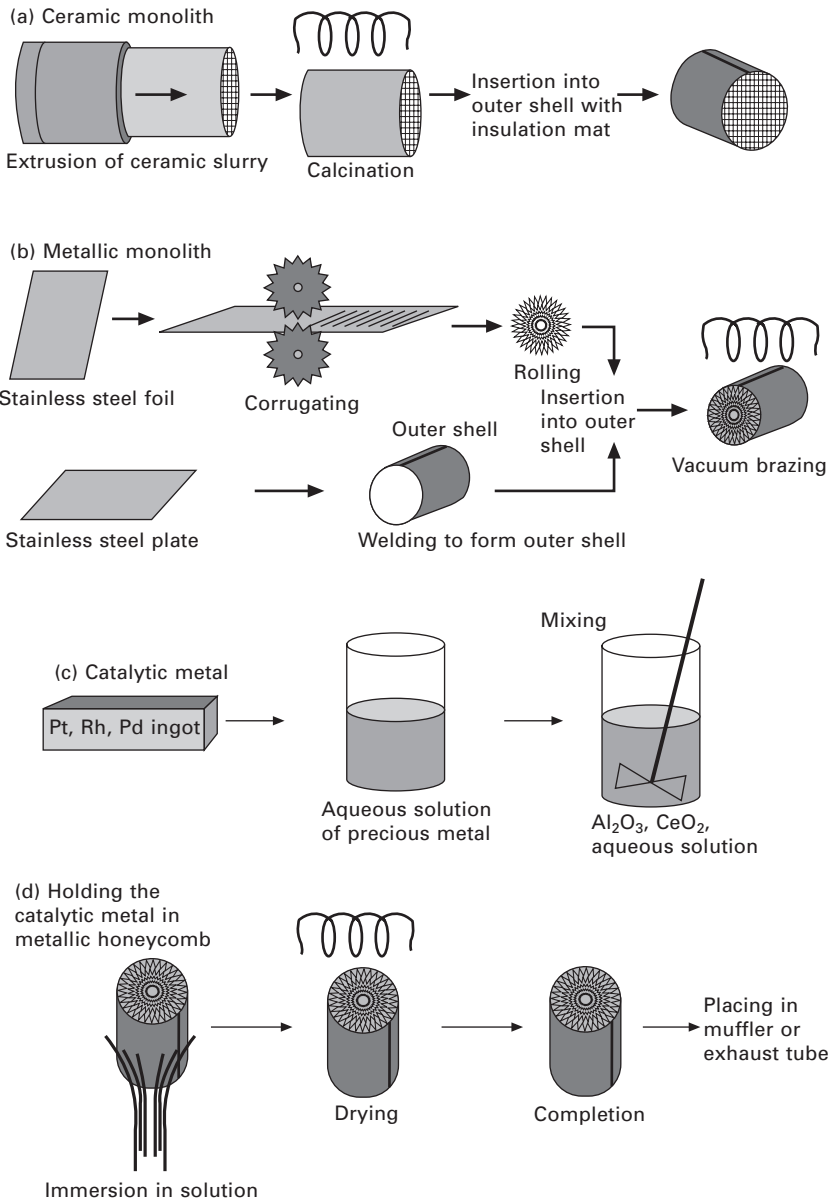 (a) Ceramic monolith
Extrusion of ceramic slurry
Calcination
Insertion into
outer shell with
insulation mat
(b) Metallic monolith
Stainless steel foil
Corrugating
Rolling
Insertion
into outer
shell
Vacuum brazing
Outer shell
Stainless steel plate
Welding to form outer shell
(c) Catalytic metal
Pt, Rh, Pd ingot
Aqueous solution
of precious metal
Mixing
Al₂O₃, CeO₂,
aqueous solution
(d) Holding the
catalytic metal in
metallic honeycomb
Immersion in solution
Drying
Completion
Placing in
muffler or
exhaust tube